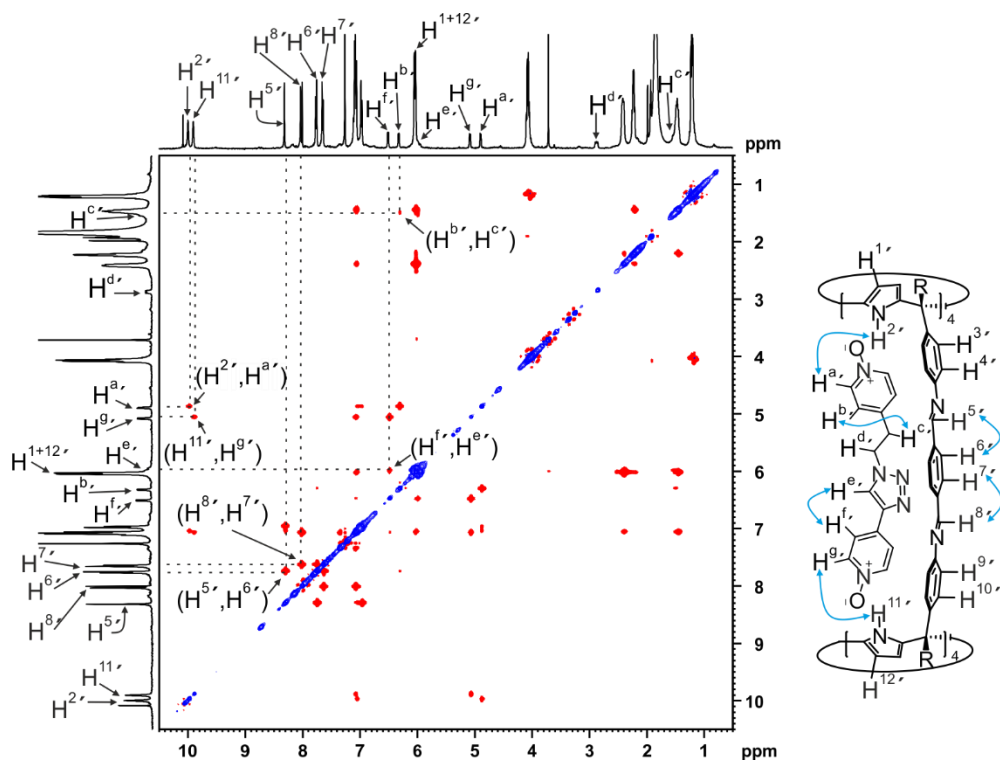 H1+12′
H8′ H6′ H7′
H2′
H11′
H5′
Hf′
Hb′
He′
Hg′
Ha′
Hd′
Hc′
ppm
ppm
Hc′
Hd′
Ha′
Hg′
He′
H1+12′
Hb′
Hf′
H7′
H6′
H8′
H5′
H11′
H2′
(Hb′,Hc′)
(H2′,Ha′)
(H11′,Hg′)
(Hf′,He′)
(H8′,H7′)
(H5′,H6′)
1
2
3
4
5
6
7
8
9
10
10 9 8 7 6 5 4 3 2 1 ppm
H1′
R
4
N
H2′
O
N+
Ha′
Hb′
Hd′
Hc′
He′
N
N
N
Hf′
Hg′
N+
O
H11′
N
4
R
H12′
H3′
H4′
N
H5′
H6′
H7′
H8′
N
H9′
H10′